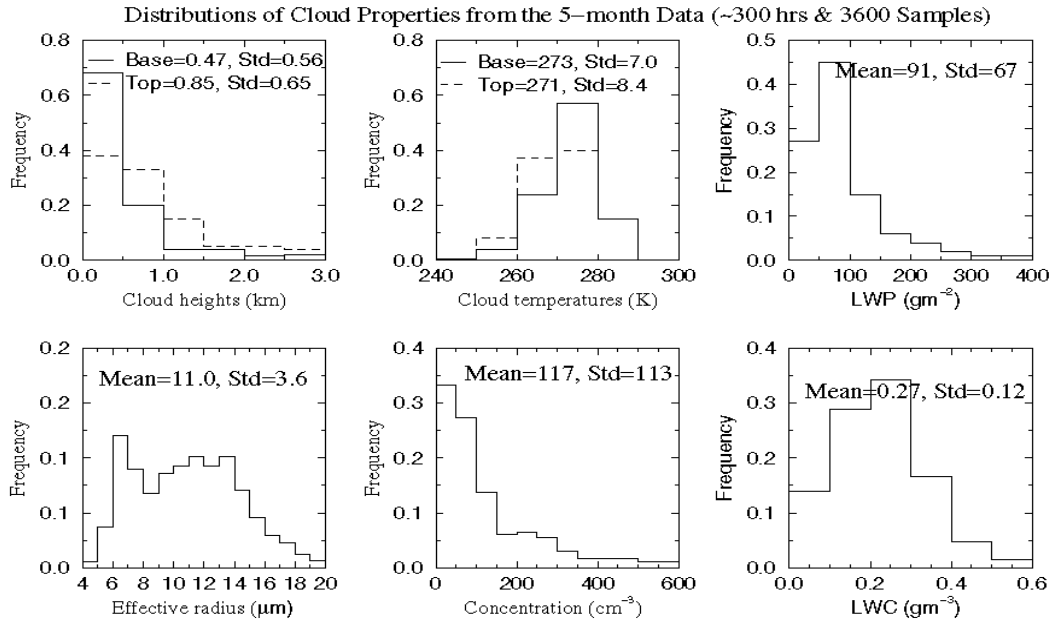 Distributions of Cloud Properties from the 5−month Data (~300 hrs & 3600 Samples)
Base=0.47, Std=0.56
Top=0.85, Std=0.65
Frequency
0.8
0.6
0.4
0.2
0.0
0.0 1.0 2.0 3.0
Cloud heights (km)
Base=273, Std=7.0
Top=271, Std=8.4
Frequency
0.8
0.6
0.4
0.2
0.0
240 260 280 300
Cloud temperatures (K)
Mean=91, Std=67
Frequency
0.5
0.4
0.3
0.2
0.1
0.0
0 100 200 300 400
LWP (gm−2)
Mean=11.0, Std=3.6
Frequency
0.2
0.2
0.1
0.1
0.0
4 6 8 10 12 14 16 18 20
Effective radius (μm)
Mean=117, Std=113
Frequency
0.4
0.3
0.2
0.1
0.0
0 200 400 600
Concentration (cm−3)
Mean=0.27, Std=0.12
Frequency
0.4
0.3
0.2
0.1
0.0
0.0 0.2 0.4 0.6
LWC (gm−3)